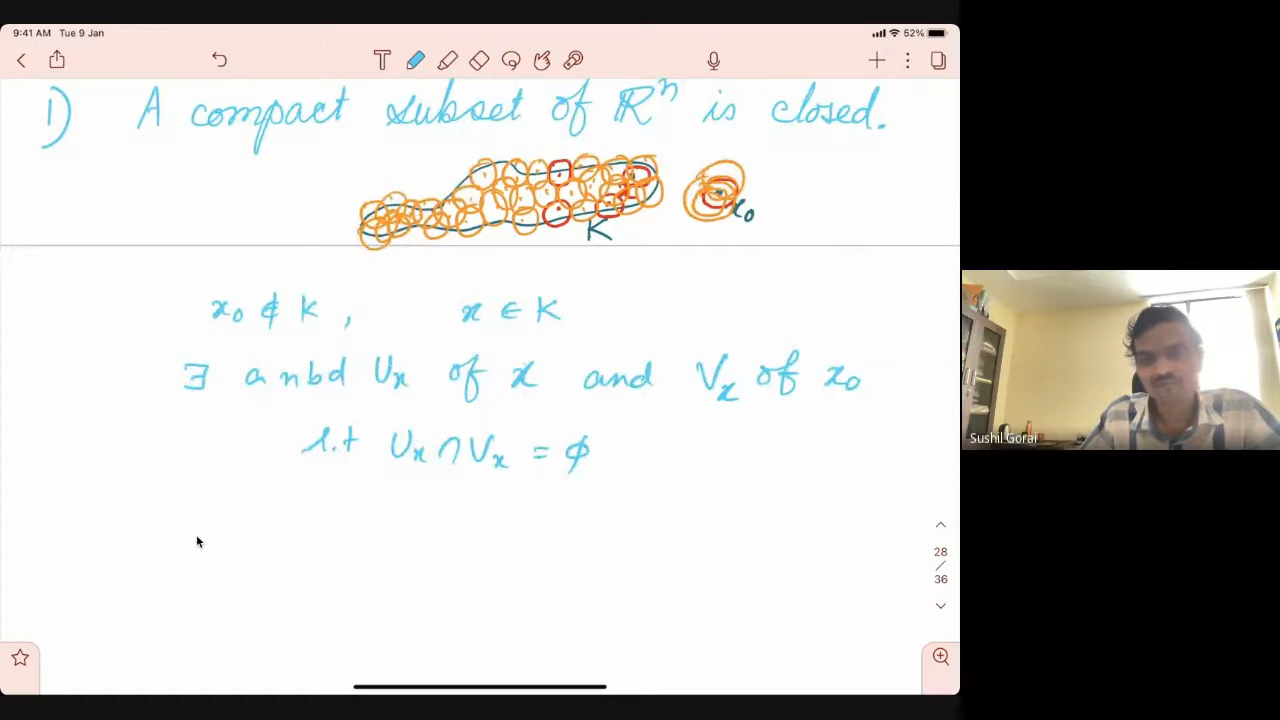 9:41 AM Tue 9 Jan
52%
1) A compact subset of ℝⁿ is closed.
K
x₀
x₀ ∉ K , x ∈ K
∃ a nbd Uₓ of x and Vₓ of x₀
s.t Uₓ ∩ Vₓ = ϕ
Sushil Gorai
28
/
36